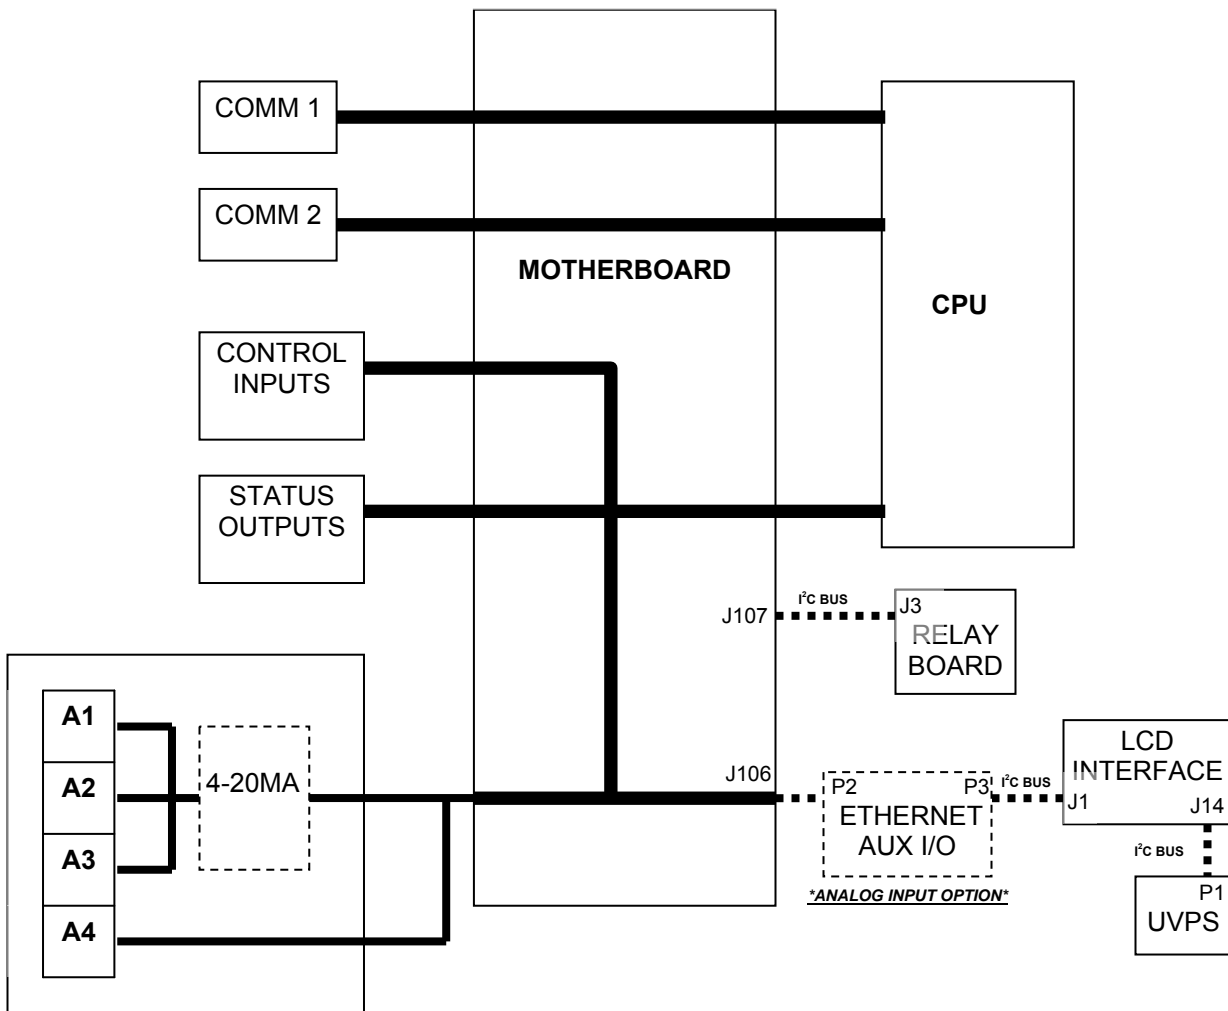 COMM 1
COMM 2
MOTHERBOARD
CPU
CONTROL
INPUTS
STATUS
OUTPUTS
J107
I²C BUS
J3
RELAY
BOARD
A1
A2
A3
A4
4-20MA
J106
P2
P3
ETHERNET
AUX I/O
*ANALOG INPUT OPTION*
I²C BUS
LCD
INTERFACE
J1
J14
I²C BUS
P1
UVPS